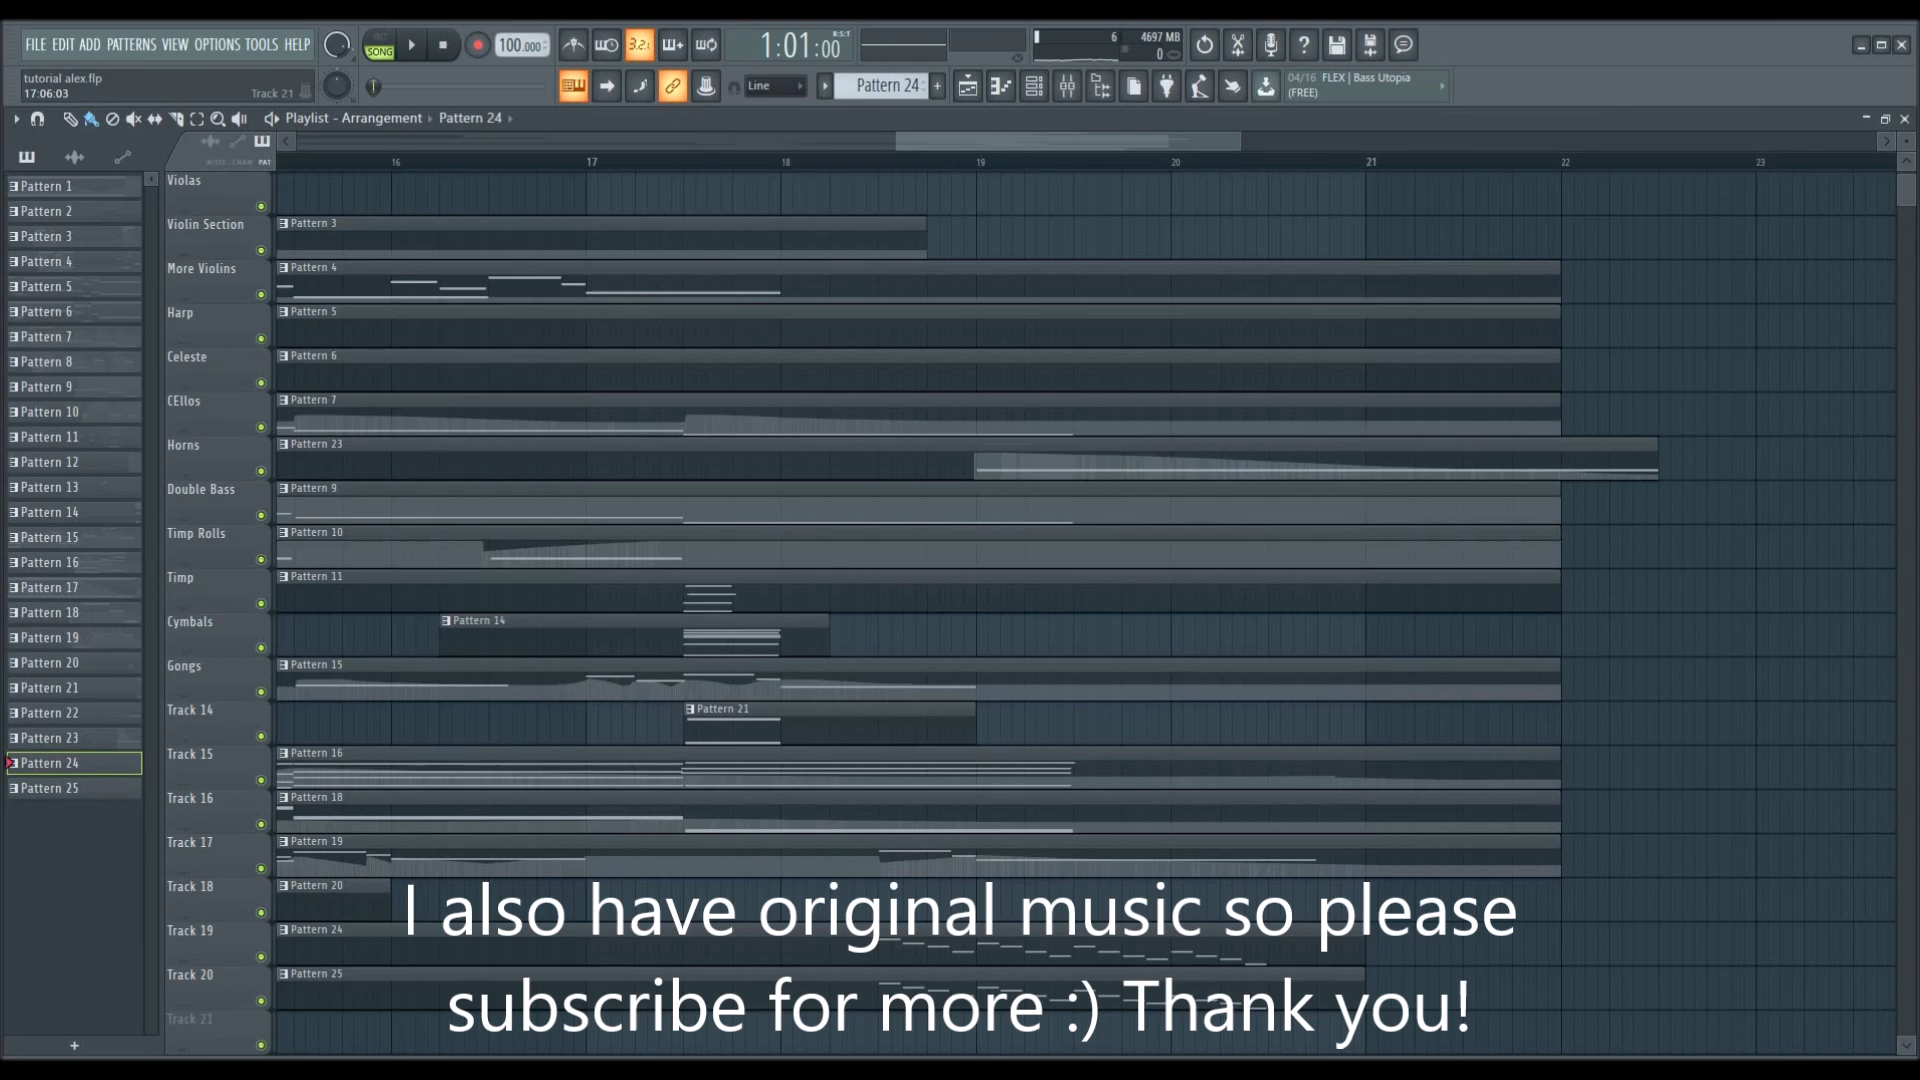 FILE EDIT ADD PATTERNS VIEW OPTIONS TOOLS HELP
SONG
100.000
3.2.
1:01:00
B:S:T
6
4697 MB
0
tutorial alex.flp
17:06:03
Track 21
Line
Pattern 24
+
04/16 FLEX | Bass Utopia
(FREE)
Playlist - Arrangement
Pattern 24
PAT
16
17
18
19
20
21
22
23
Pattern 1
Pattern 2
Pattern 3
Pattern 4
Pattern 5
Pattern 6
Pattern 7
Pattern 8
Pattern 9
Pattern 10
Pattern 11
Pattern 12
Pattern 13
Pattern 14
Pattern 15
Pattern 16
Pattern 17
Pattern 18
Pattern 19
Pattern 20
Pattern 21
Pattern 22
Pattern 23
Pattern 24
Pattern 25
+
Violas
Violin Section
Pattern 3
More Violins
Pattern 4
Harp
Pattern 5
Celeste
Pattern 6
CEllos
Pattern 7
Horns
Pattern 23
Double Bass
Pattern 9
Timp Rolls
Pattern 10
Timp
Pattern 11
Cymbals
Pattern 14
Gongs
Pattern 15
Track 14
Pattern 21
Track 15
Pattern 16
Track 16
Pattern 18
Track 17
Pattern 19
Track 18
Pattern 20
Track 19
Pattern 24
Track 20
Pattern 25
Track 21
I also have original music so please
subscribe for more :) Thank you!